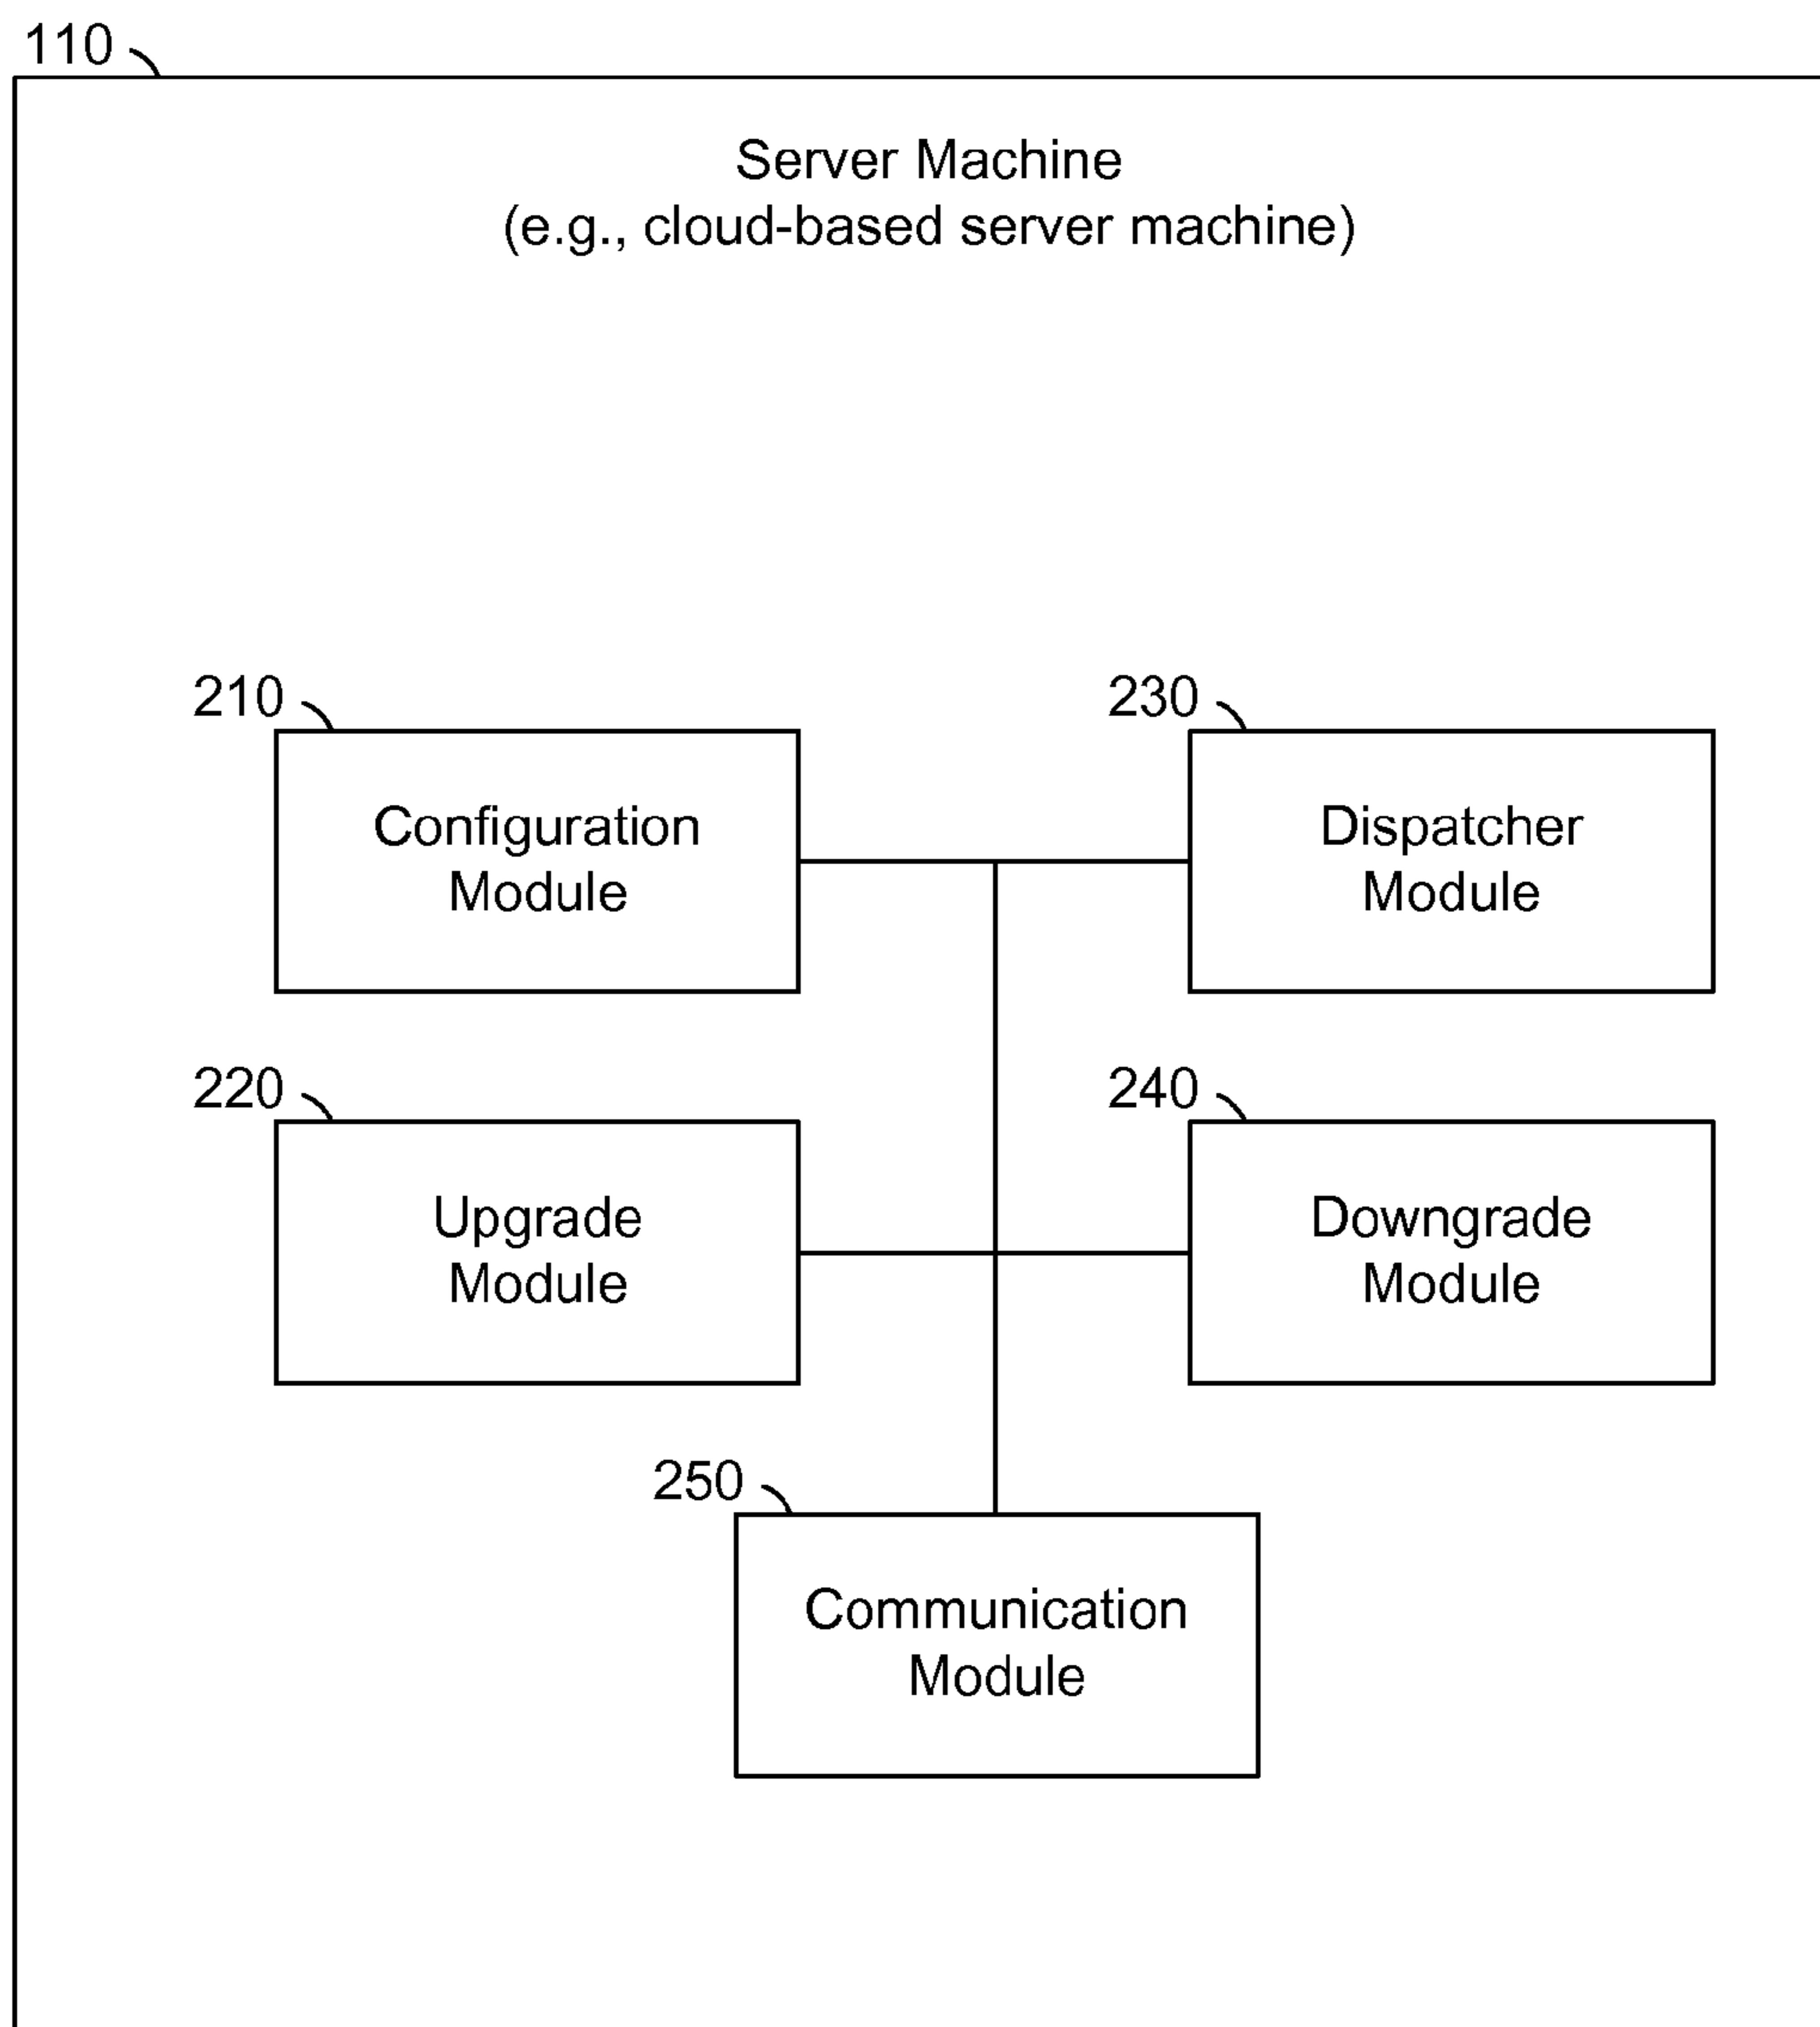 110
Server Machine
(e.g., cloud-based server machine)
210
Configuration
Module
230
Dispatcher
Module
220
Upgrade
Module
240
Downgrade
Module
250
Communication
Module